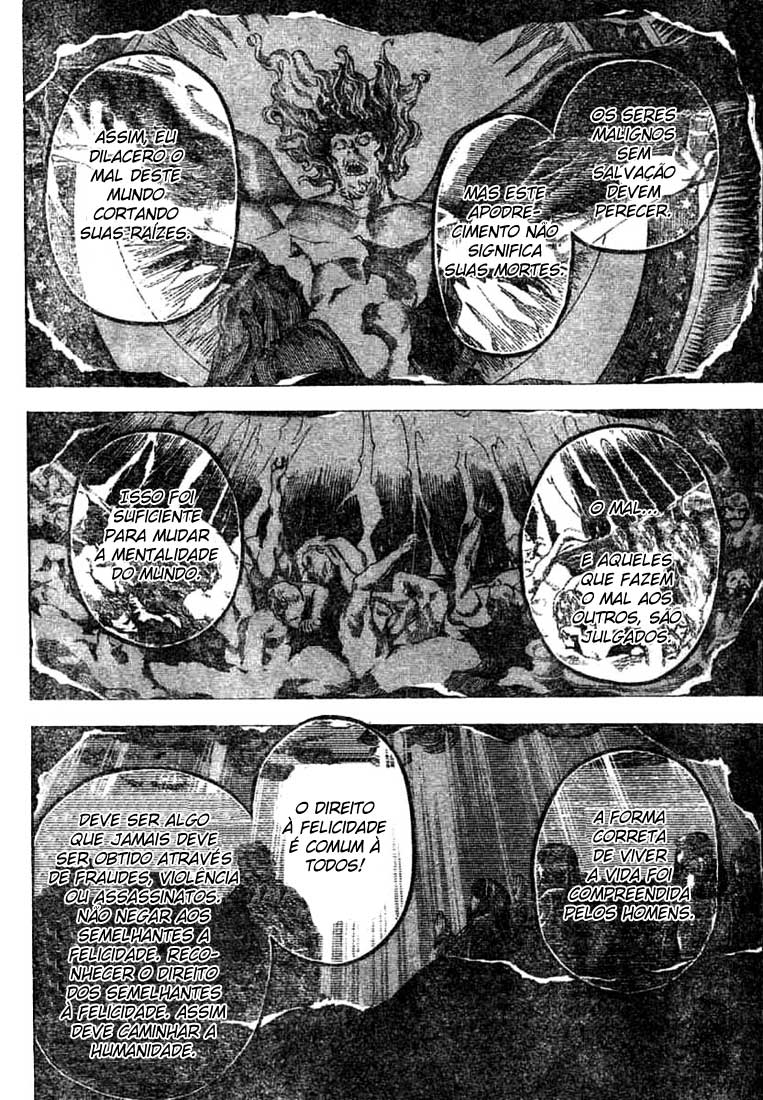 OS SERES
MALIGNOS
SEM
SALVAÇÃO
DEVEM
PERECER.
MAS ESTE
APODRE-
CIMENTO NÃO
SIGNIFICA
SUAS MORTES.
ASSIM, EU
DILACERO O
MAL DESTE
MUNDO
CORTANDO
SUAS RAÍZES.
O MAL...
E AQUELES
QUE FAZEM
O MAL AOS
OUTROS, SÃO
JULGADOS.
ISSO FOI
SUFICIENTE
PARA MUDAR
A MENTALIDADE
DO MUNDO.
A FORMA
CORRETA
DE VIVER
A VIDA FOI
COMPREENDIDA
PELOS HOMENS.
O DIREITO
À FELICIDADE
É COMUM À
TODOS!
DEVE SER ALGO
QUE JAMAIS DEVE
SER OBTIDO ATRAVÉS
DE FRAUDES, VIOLÊNCIA
OU ASSASSINATOS.
NÃO NEGAR AOS
SEMELHANTES A
FELICIDADE. RECO-
NHECER O DIREITO
DOS SEMELHANTES
À FELICIDADE. ASSIM
DEVE CAMINHAR A
HUMANIDADE.